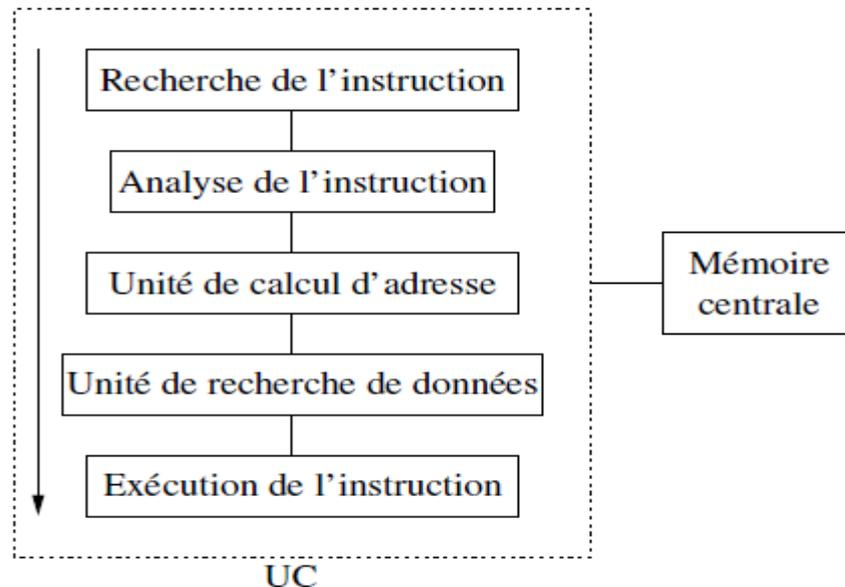 Recherche de l'instruction
Analyse de l'instruction
Unité de calcul d'adresse
Unité de recherche de données
Exécution de l'instruction
UC
Mémoire
centrale